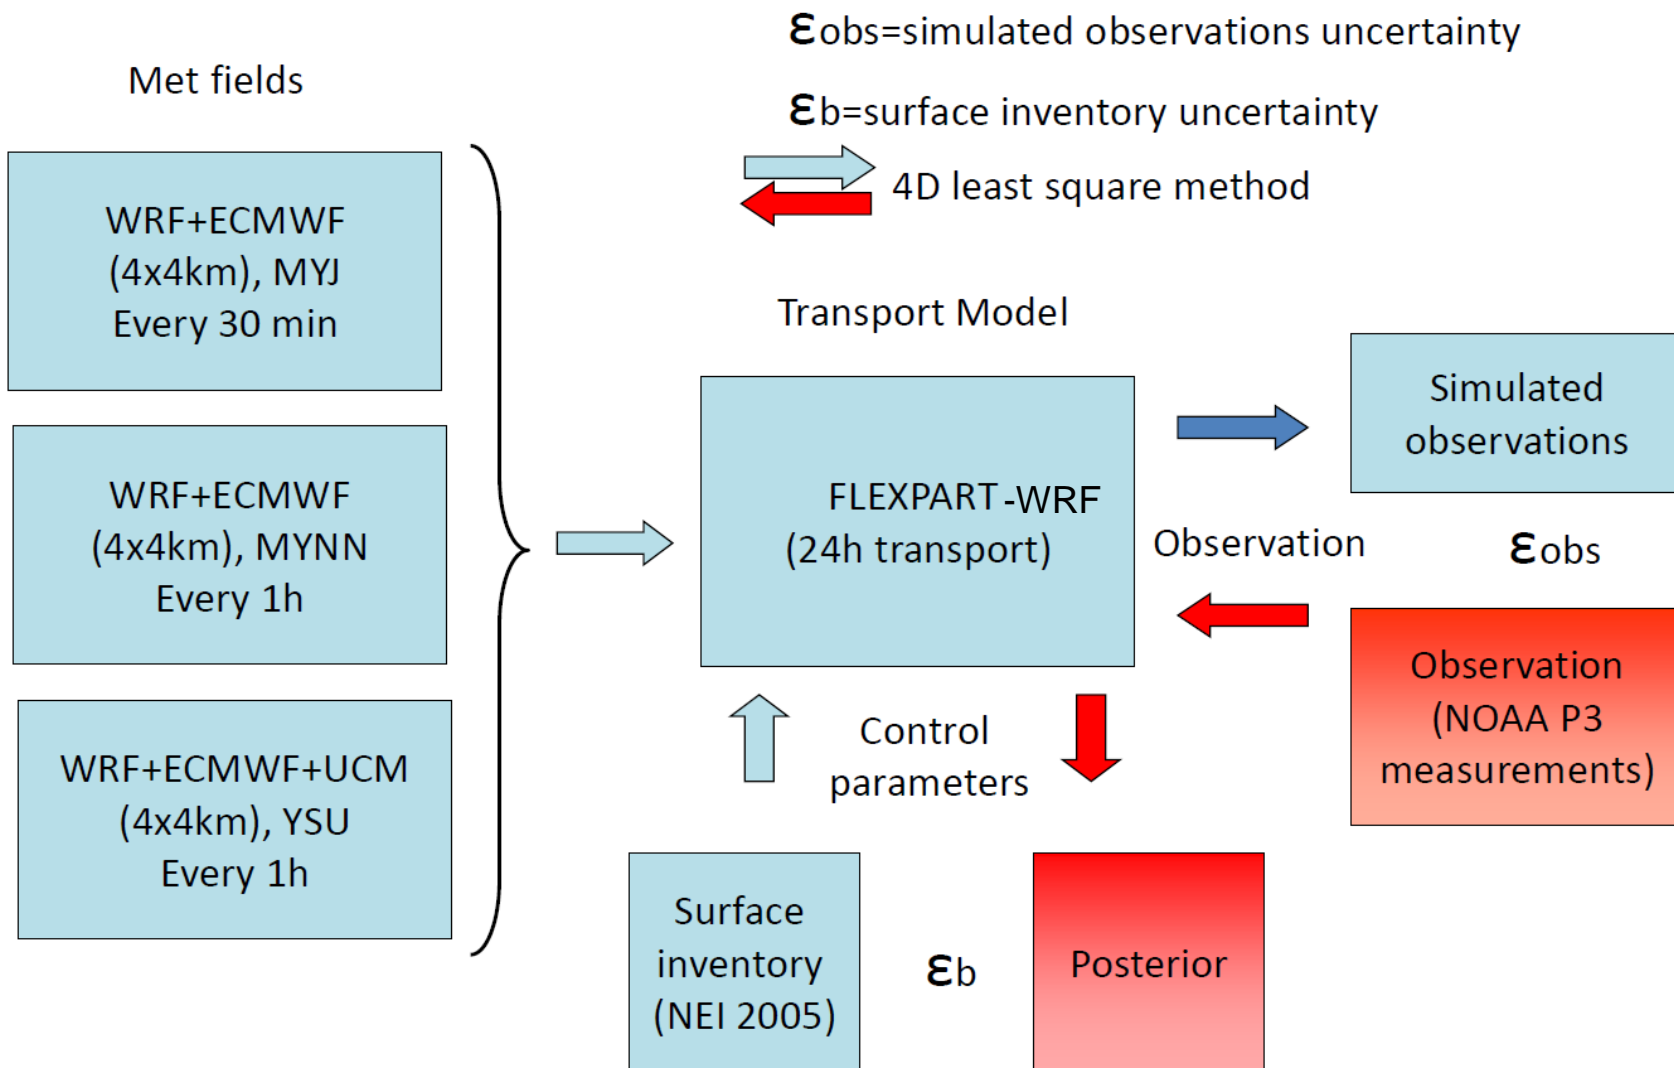 εobs=simulated observations uncertainty
Met fields
εb=surface inventory uncertainty
4D least square method
WRF+ECMWF
(4x4km), MYJ
Every 30 min
WRF+ECMWF
(4x4km), MYNN
Every 1h
WRF+ECMWF+UCM
(4x4km), YSU
Every 1h
Transport Model
FLEXPART-WRF
(24h transport)
Simulated
observations
Observation
εobs
Observation
(NOAA P3
measurements)
Control
parameters
Surface
inventory
(NEI 2005)
εb
Posterior